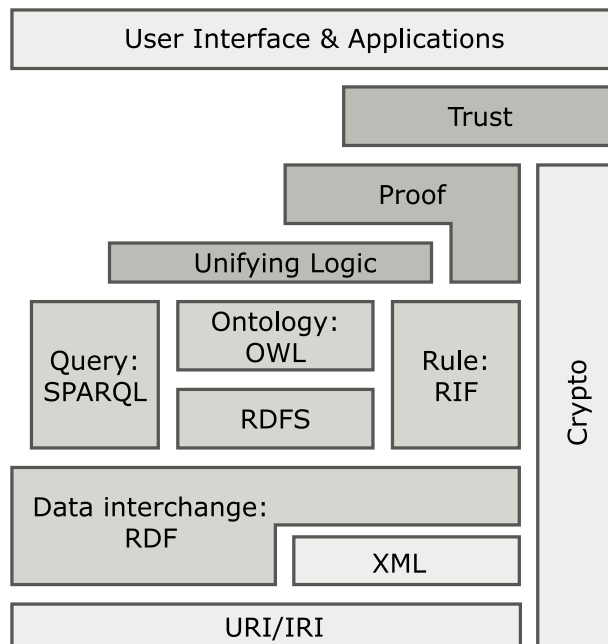 User Interface & Applications
Trust
Proof
Unifying Logic
Query:
SPARQL
Ontology:
OWL
RDFS
Rule:
RIF
Crypto
Data interchange:
RDF
XML
URI/IRI